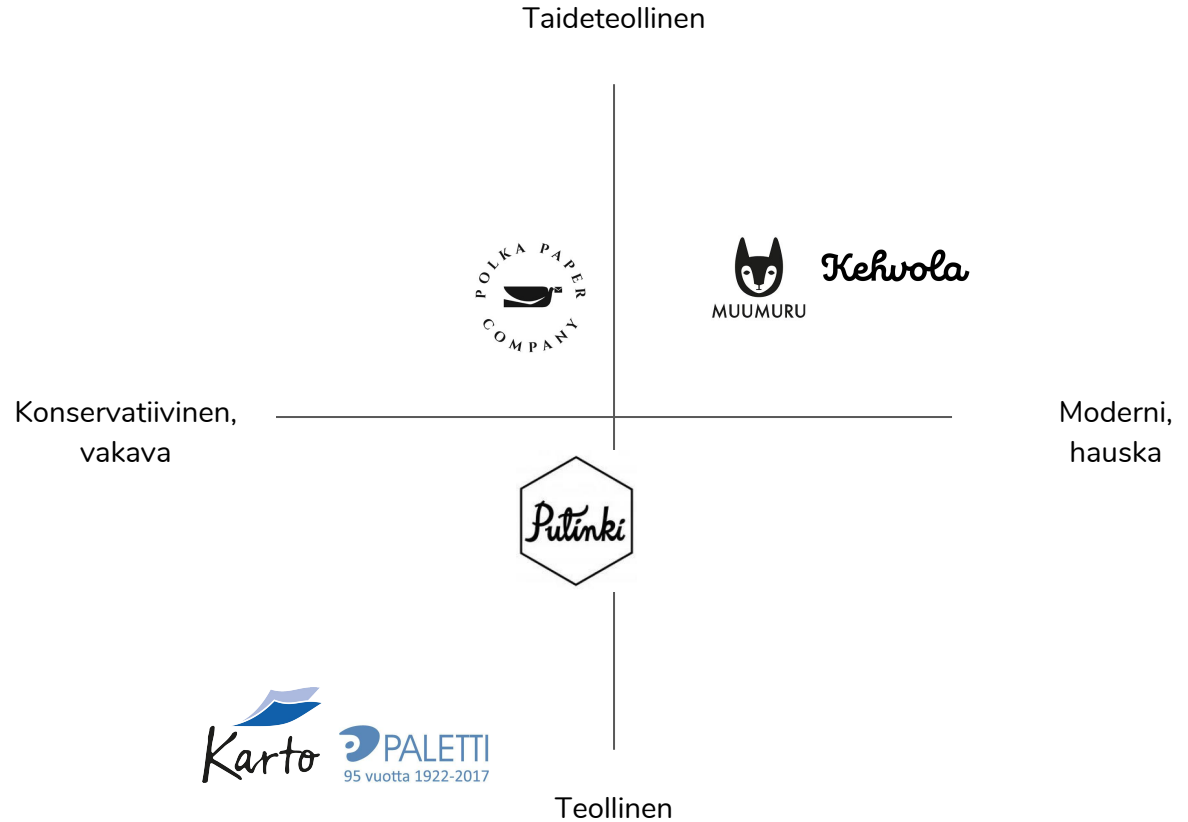 Taideteollinen
POLKA PAPER
COMPANY
MUUMURU
Kehvola
Konservatiivinen,
vakava
Moderni,
hauska
Putinki
Karto
PALETTI
95 vuotta 1922-2017
Teollinen